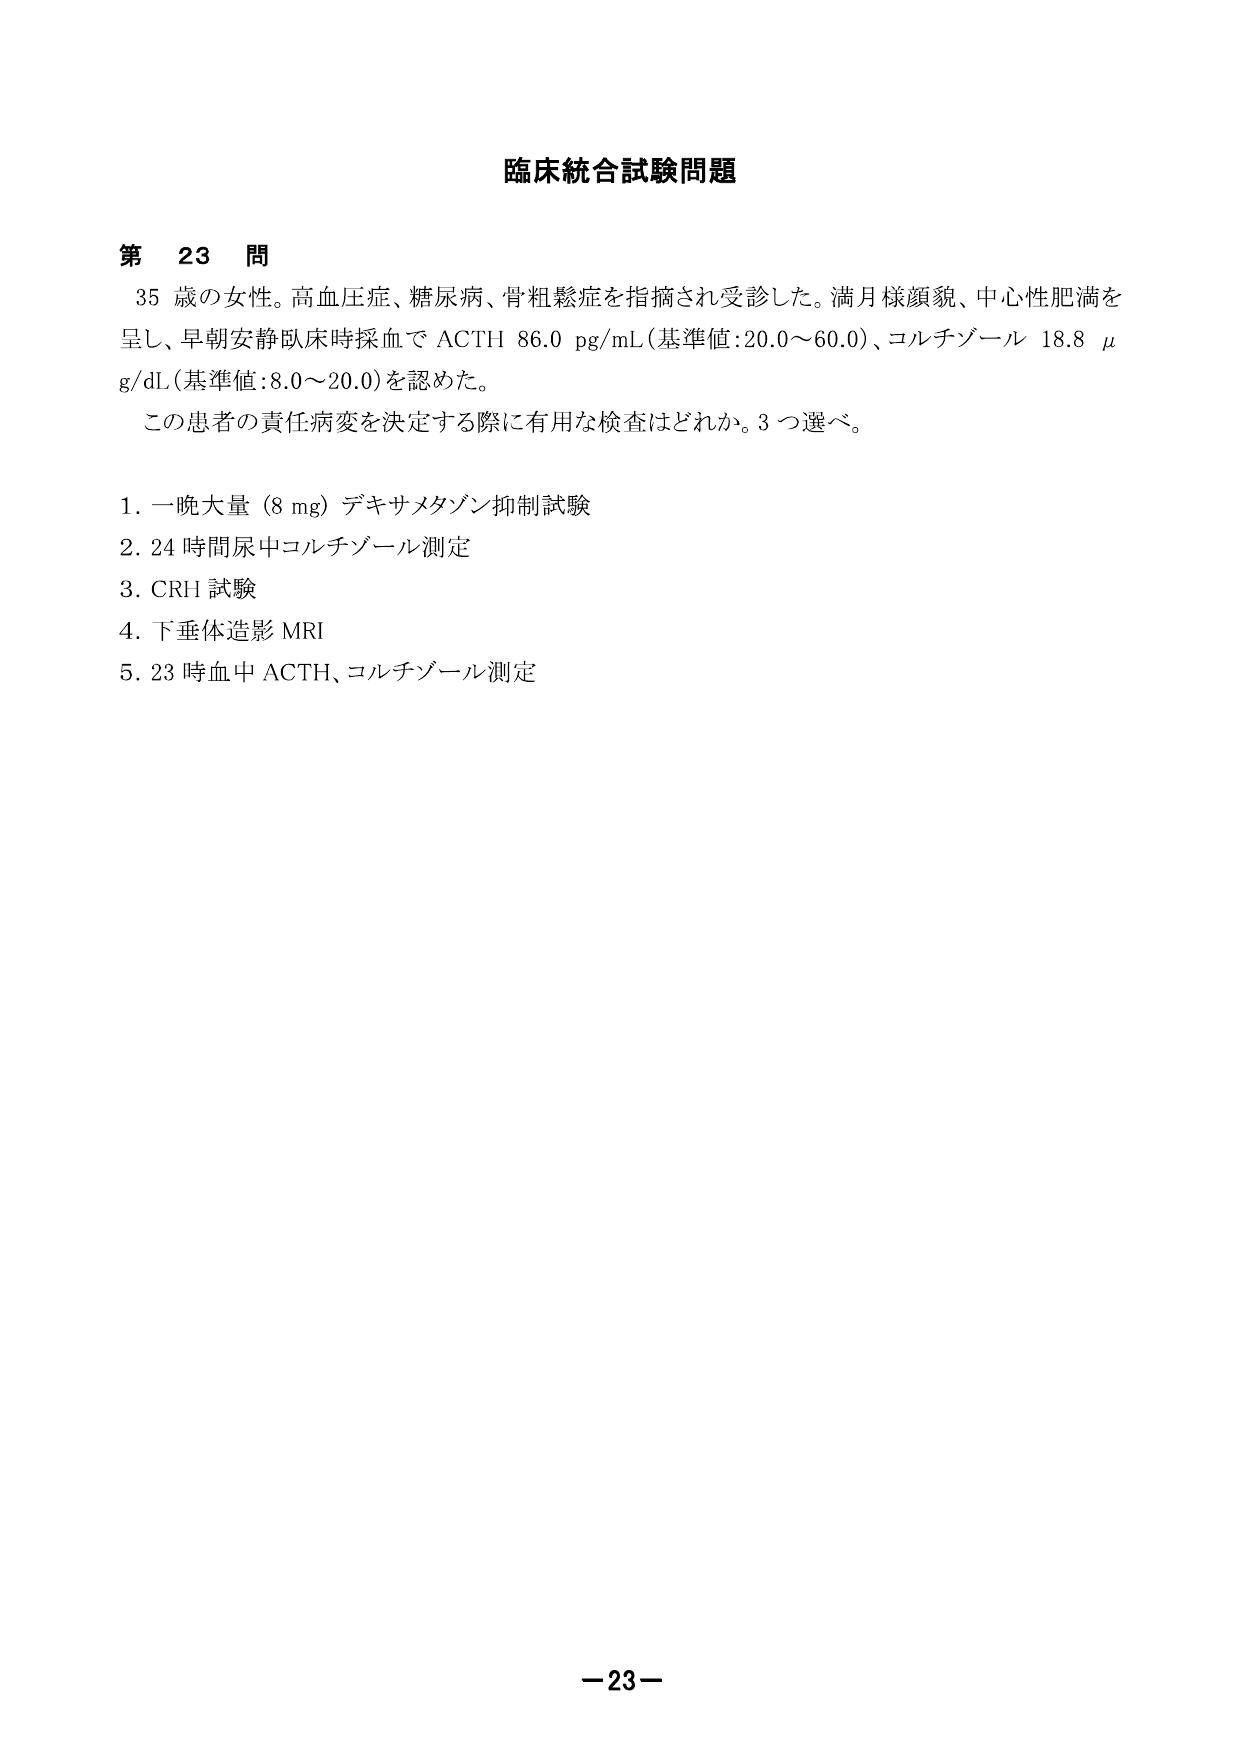 臨床統合試験問題
第 23 問
35 歳の女性。高血圧症、糖尿病、骨粗鬆症を指摘され受診した。満月様顔貌、中心性肥満を
呈し、早朝安静臥床時採血で ACTH 86.0 pg/mL(基準値:20.0〜60.0)、コルチゾール 18.8 μ
g/dL(基準値:8.0〜20.0)を認めた。
この患者の責任病変を決定する際に有用な検査はどれか。3 つ選べ。
1. 一晩大量 (8 mg) デキサメタゾン抑制試験
2. 24 時間尿中コルチゾール測定
3. CRH 試験
4. 下垂体造影 MRI
5. 23 時血中 ACTH、コルチゾール測定
－23－